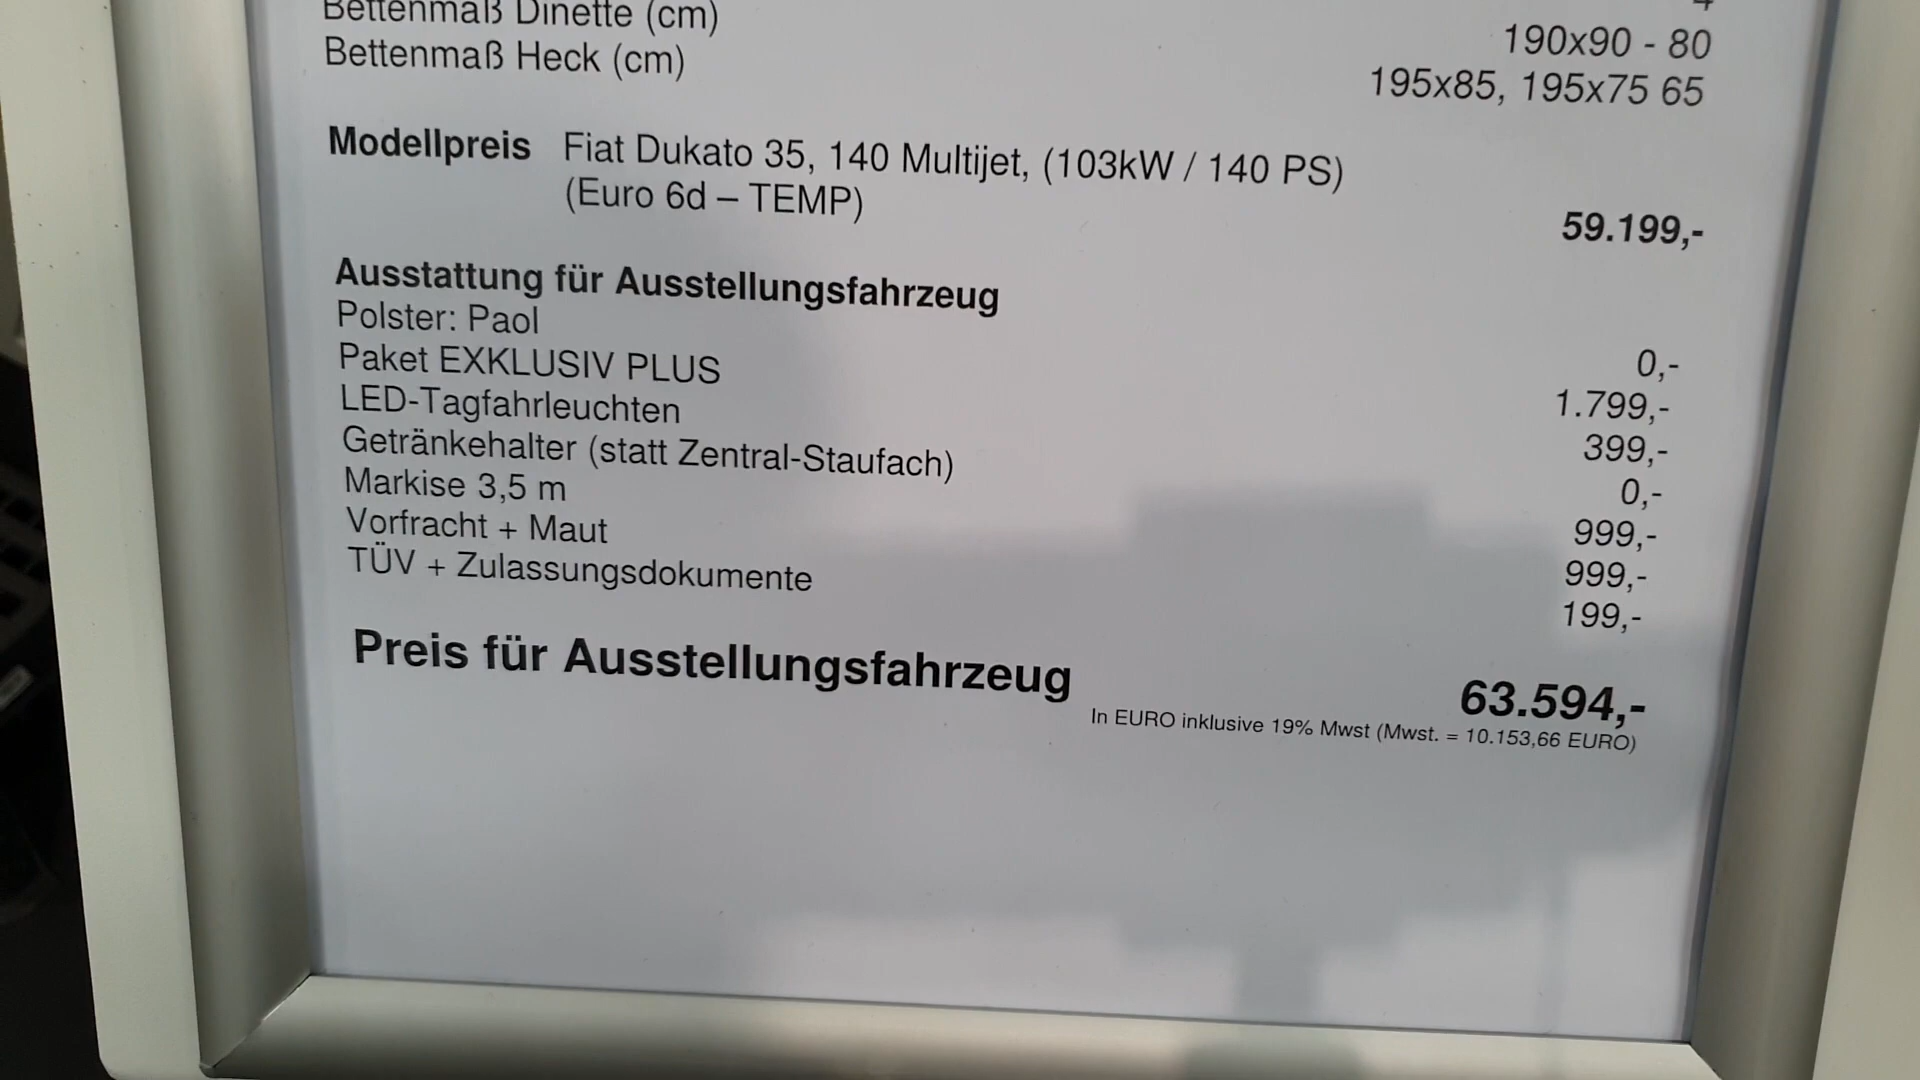 Bettenmaß Dinette (cm) 190x90 - 80
Bettenmaß Heck (cm) 195x85, 195x75 65
Modellpreis Fiat Dukato 35, 140 Multijet, (103kW / 140 PS)
(Euro 6d – TEMP) 59.199,-
Ausstattung für Ausstellungsfahrzeug
Polster: Paol 0,-
Paket EXKLUSIV PLUS 1.799,-
LED-Tagfahrleuchten 399,-
Getränkehalter (statt Zentral-Staufach) 0,-
Markise 3,5 m 999,-
Vorfracht + Maut 999,-
TÜV + Zulassungsdokumente 199,-
Preis für Ausstellungsfahrzeug 63.594,-
In EURO inklusive 19% Mwst (Mwst. = 10.153,66 EURO)